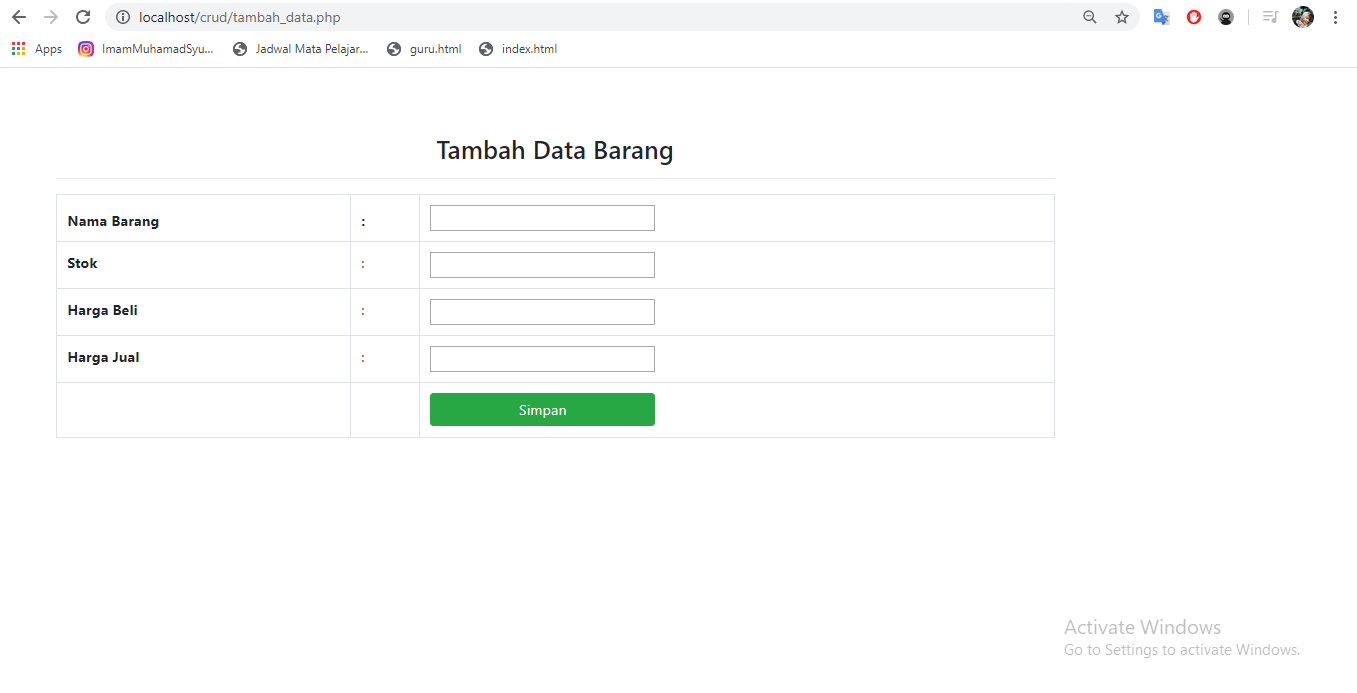 localhost/crud/tambah_data.php
Apps ImamMuhamadSyu... Jadwal Mata Pelajar... guru.html index.html
Tambah Data Barang
Nama Barang :
Stok :
Harga Beli :
Harga Jual :
Simpan
Activate Windows
Go to Settings to activate Windows.